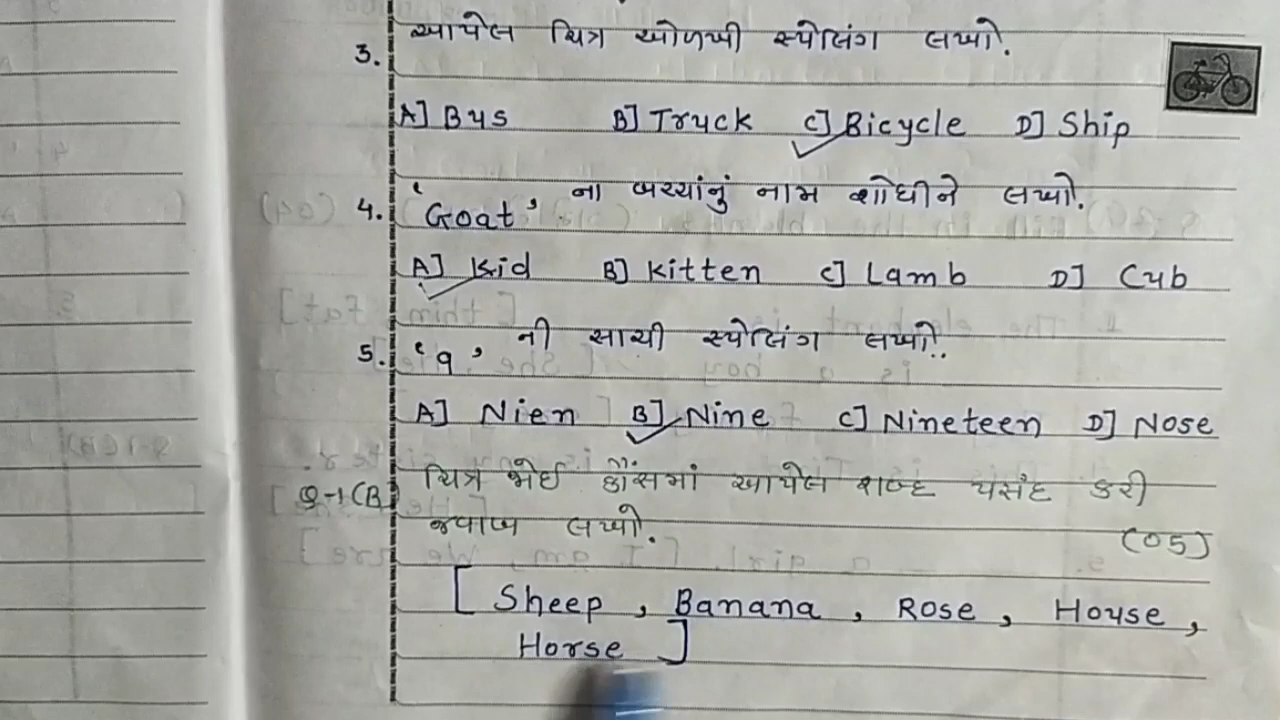 3. આપેલ ચિત્ર ઓળખી સ્પેલિંગ લખો.
A] Bus B] Truck C] Bicycle D] Ship
4. 'Goat' ના બચ્ચાંનું નામ શોધીને લખો.
A] Kid B] Kitten C] Lamb D] Cub
5. '9' ની સાચી સ્પેલિંગ લખો.
A] Nien B] Nine C] Nineteen D] Nose
Q-1(B) ચિત્ર જોઈ કૌંસમાં આપેલ શબ્દ પસંદ કરી
જવાબ લખો. (05)
[ Sheep , Banana , Rose , House ,
Horse ]